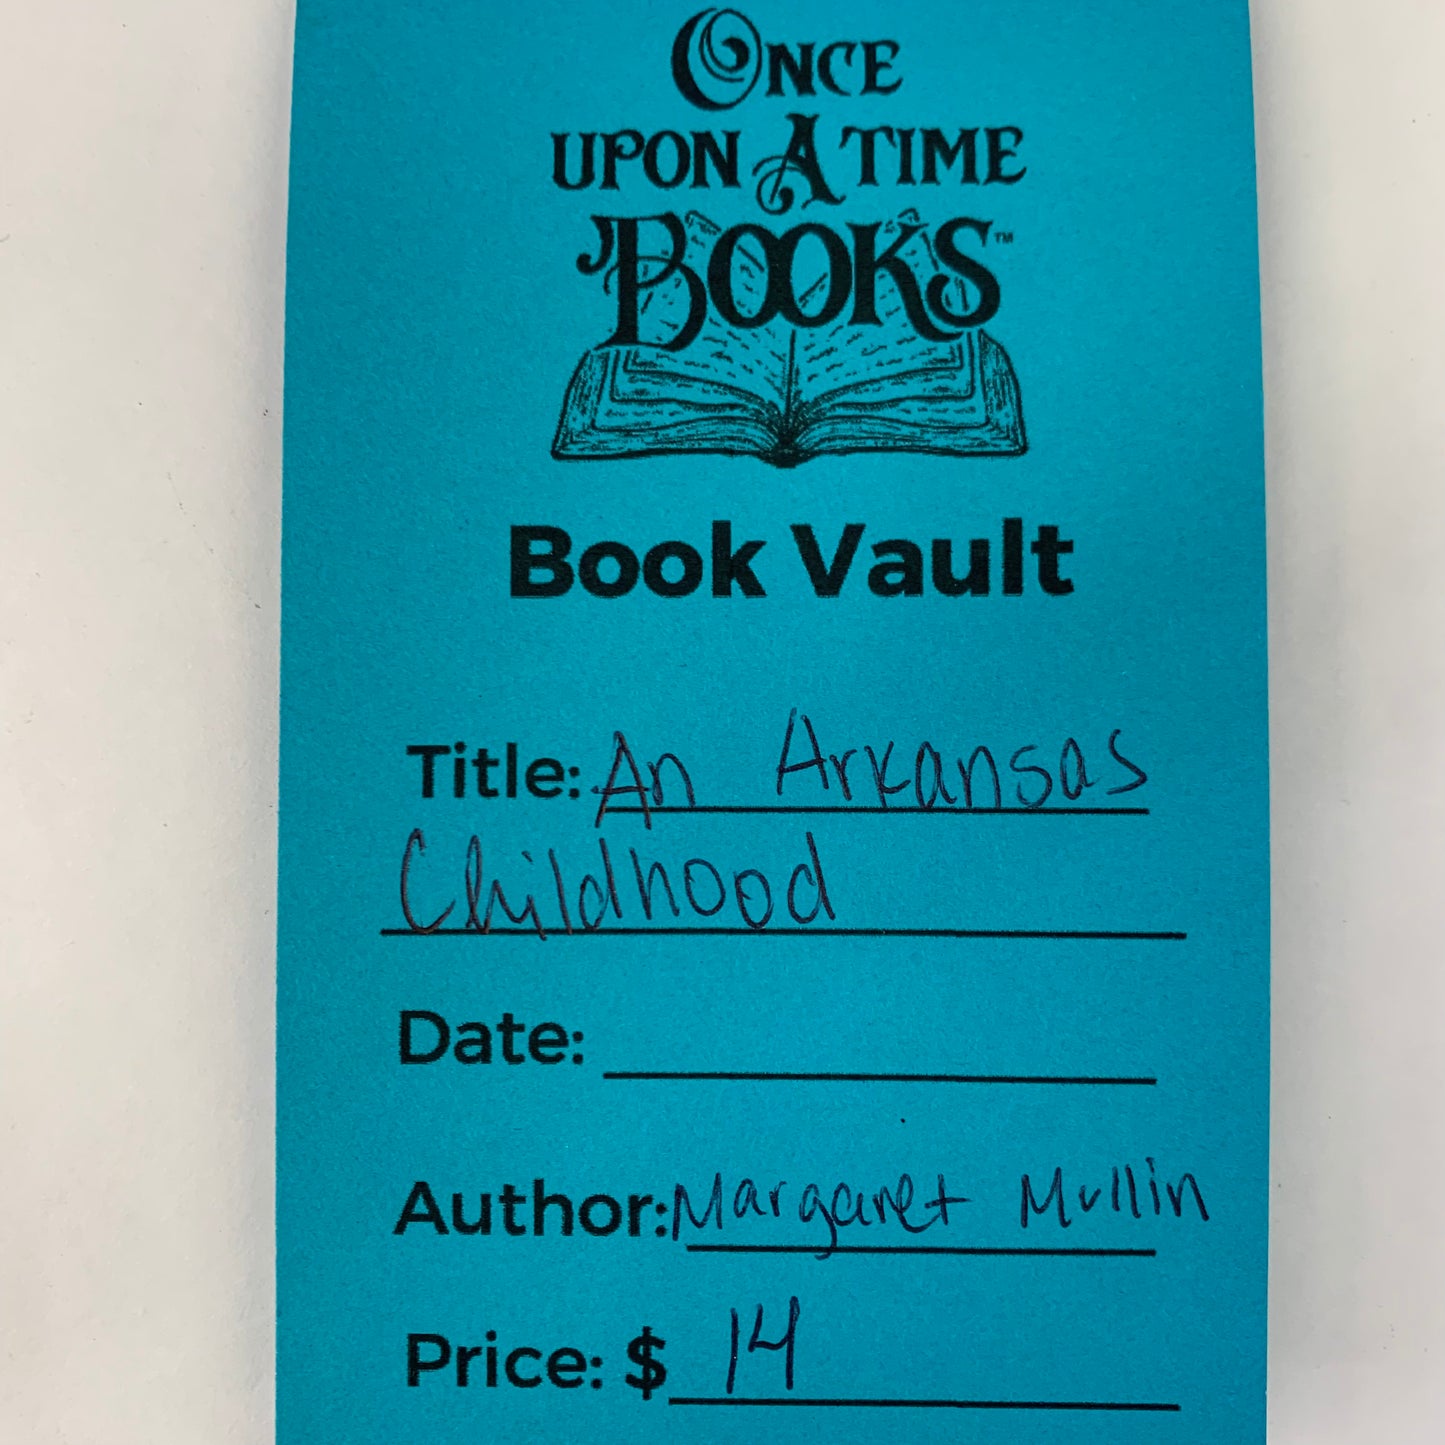 ONCE
UPON A TIME
BOOKS™
Book Vault
Title: An Arkansas
Childhood
Date:
Author: Margaret Mullin
Price: $ 14